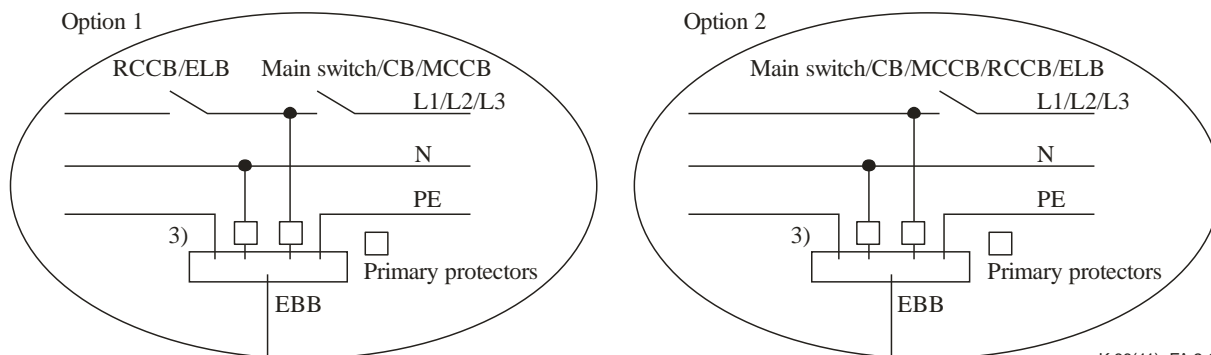 Option 1
RCCB/ELB Main switch/CB/MCCB
L1/L2/L3
N
PE
3)
Primary protectors
EBB
Option 2
Main switch/CB/MCCB/RCCB/ELB
L1/L2/L3
N
PE
3)
Primary protectors
EBB